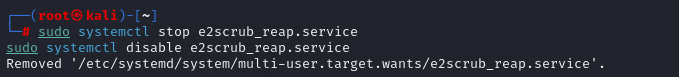 ┌──(root㉿kali)-[~]
└─# sudo systemctl stop e2scrub_reap.service
sudo systemctl disable e2scrub_reap.service
Removed '/etc/systemd/system/multi-user.target.wants/e2scrub_reap.service'.